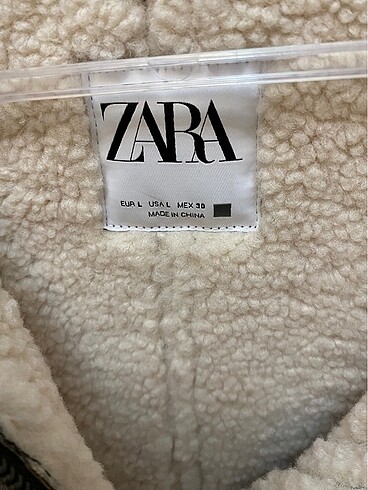 ZARA
EUR L USA L MEX 30
MADE IN CHINA